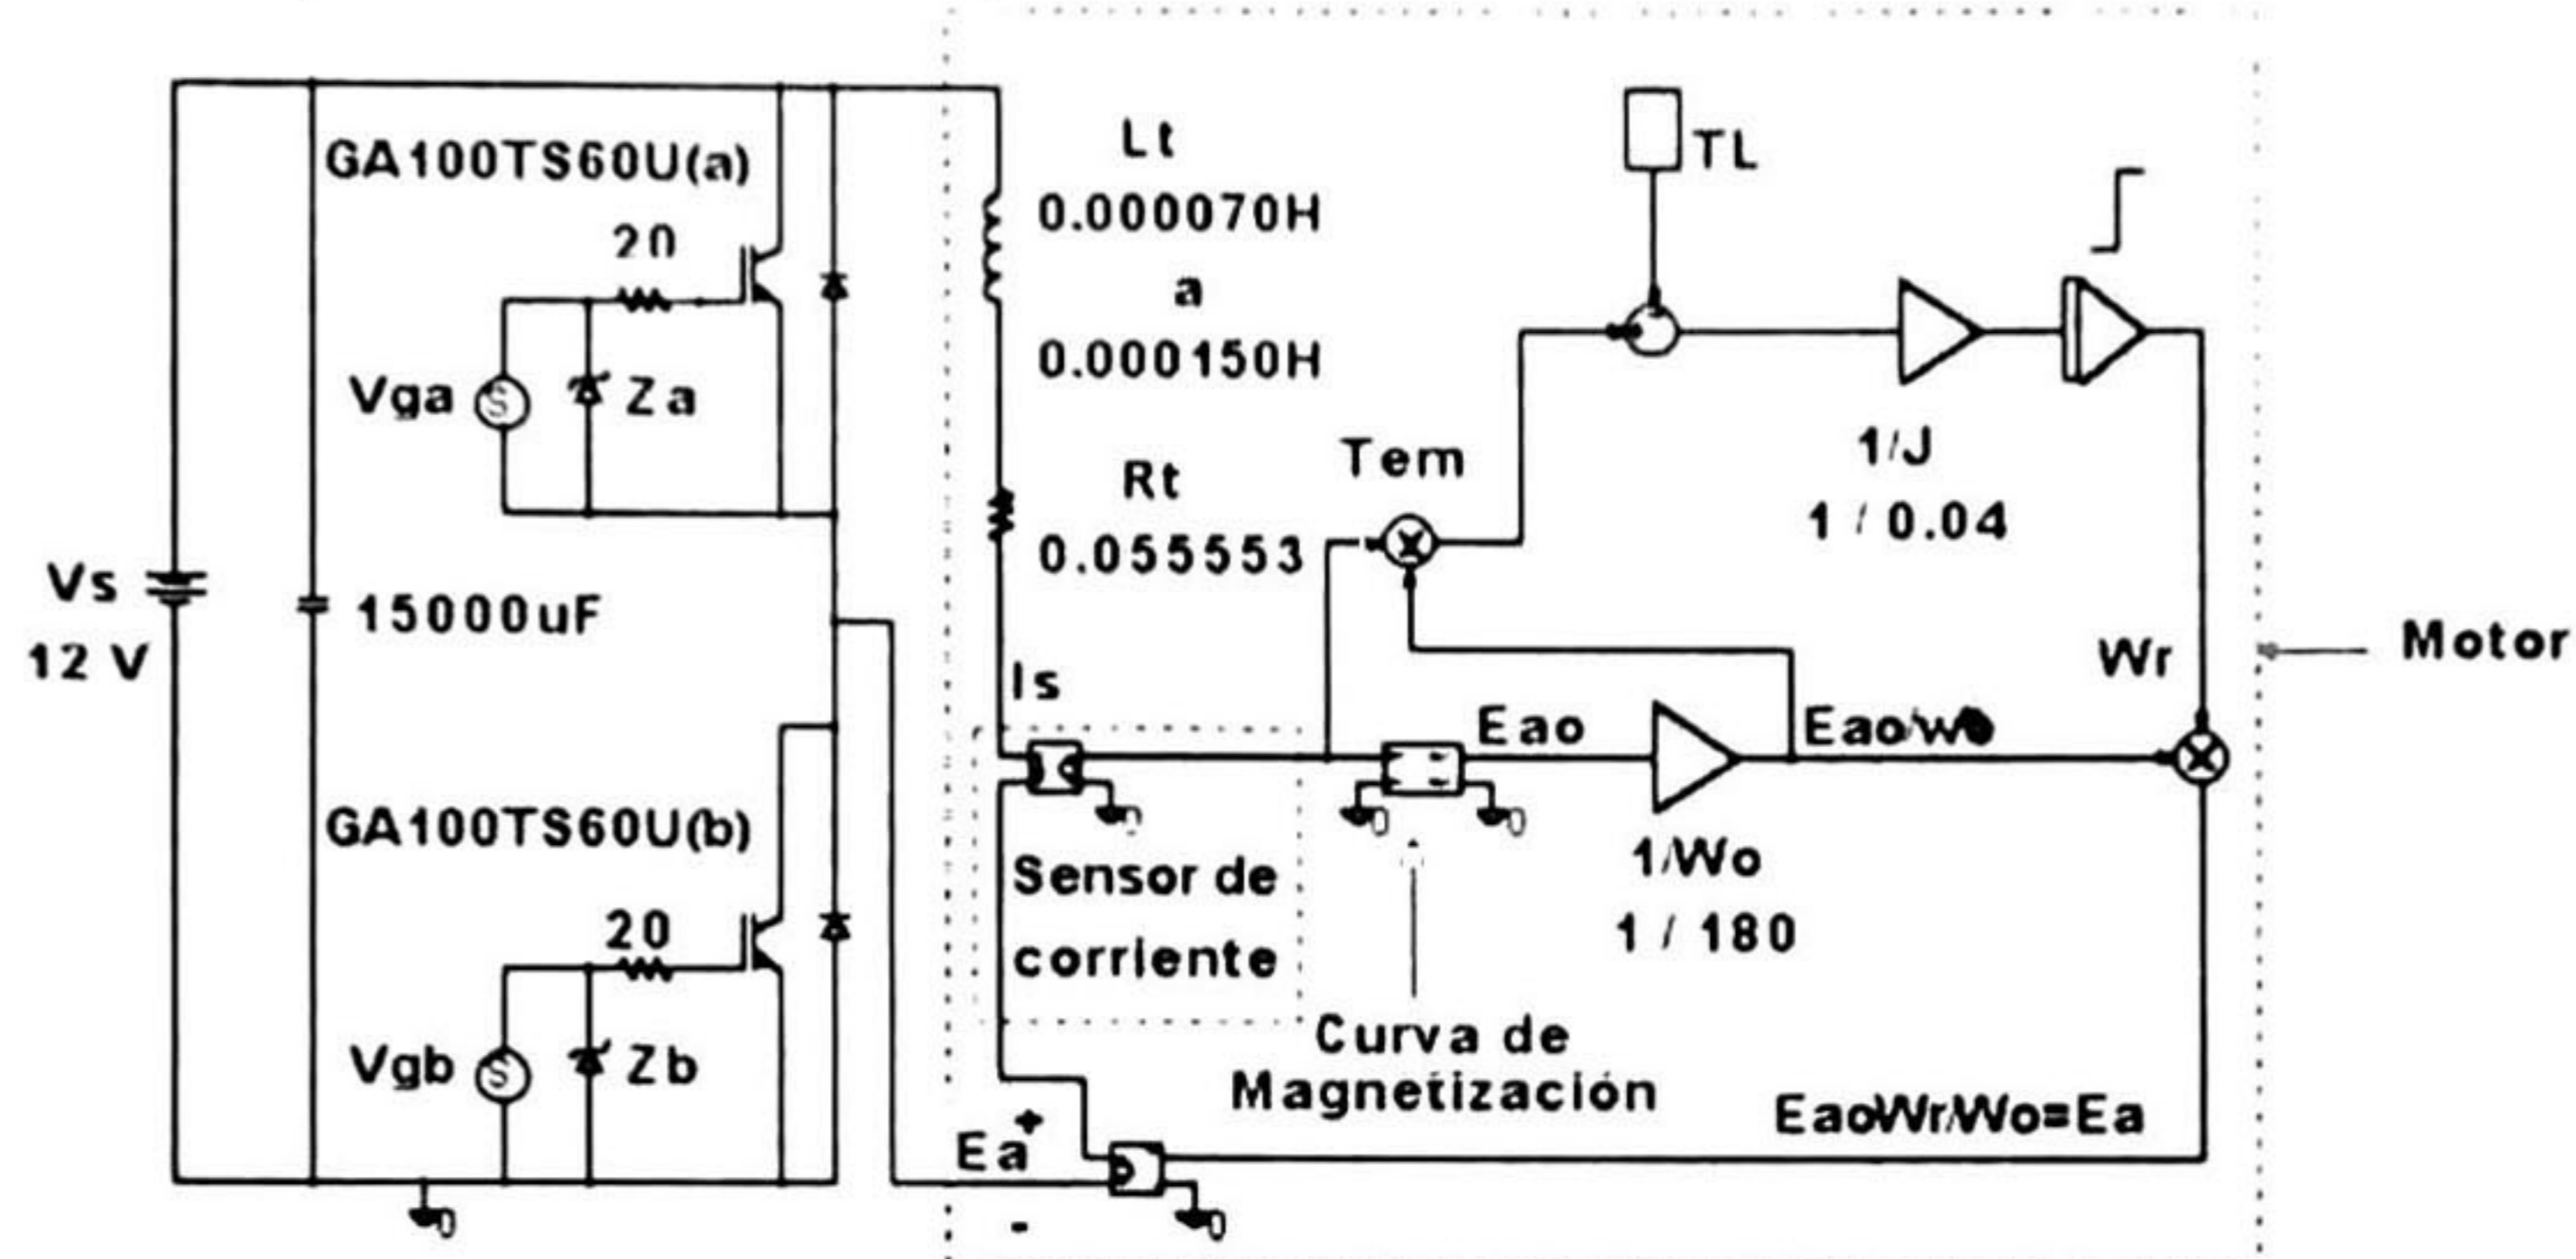 GA100TS60U(a)
20
Vga
Za
Vs
12 V
15000uF
GA100TS60U(b)
20
Vgb
Zb
Lt
0.000070H
a
0.000150H
Rt
0.055553
Is
Sensor de
corriente
Ea
+
-
TL
Tem
1/J
1 / 0.04
Wr
Motor
Eao
Eao/wo
1/Wo
1 / 180
Curva de
Magnetización
EaoWr/Wo=Ea
0
0
0
0
0